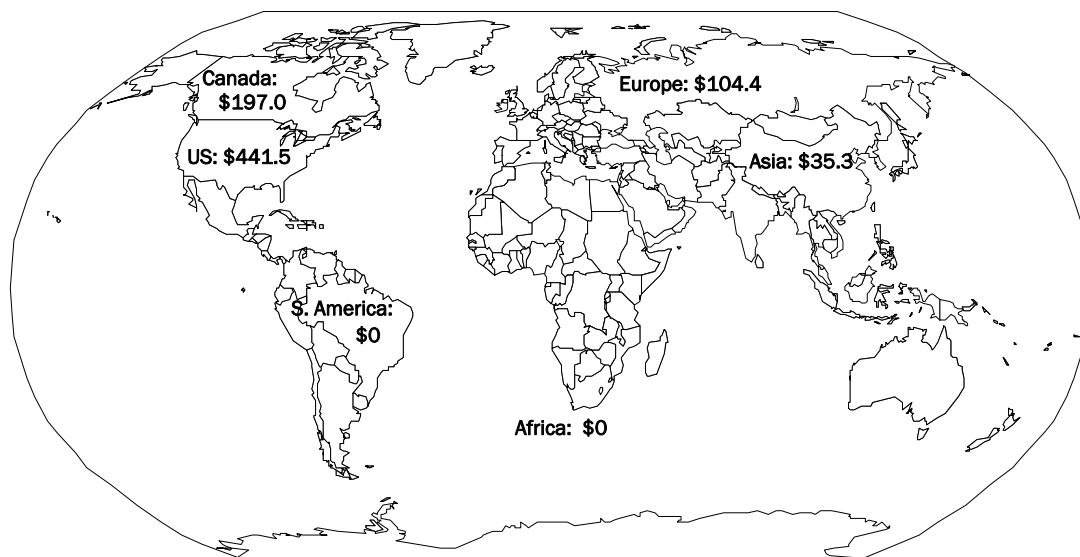 Canada:
$197.0
Europe: $104.4
US: $441.5
Asia: $35.3
S. America:
$0
Africa: $0